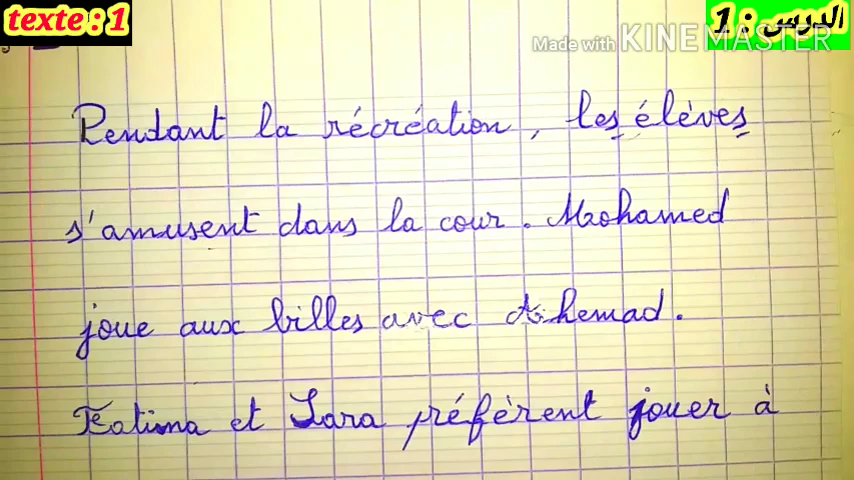 texte : 1
الدرس : 1
Made with KINEMASTER
Pendant la récréation, les élèves
s'amusent dans la cour. Mohamed
joue aux billes avec Ahemad.
Fatima et Sara préfèrent jouer à